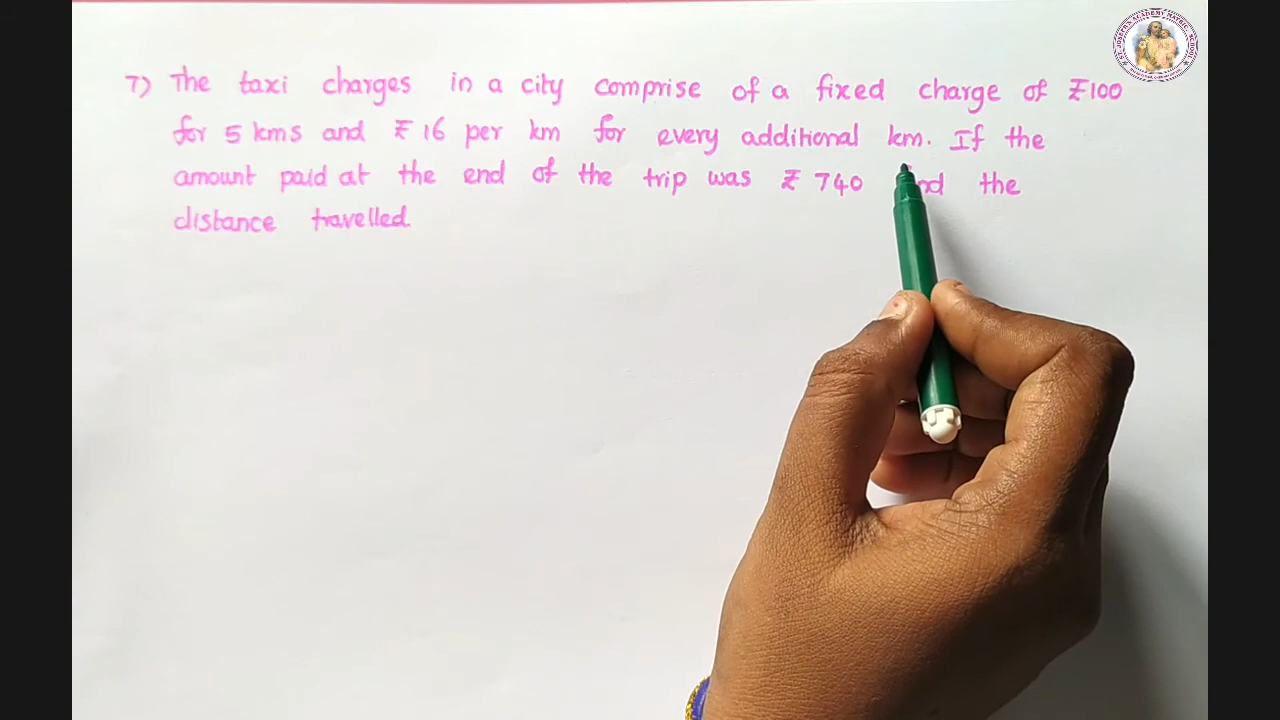 7) The taxi charges in a city comprise of a fixed charge of ₹100
for 5 kms and ₹ 16 per km for every additional km. If the
amount paid at the end of the trip was ₹ 740 the
distance travelled.